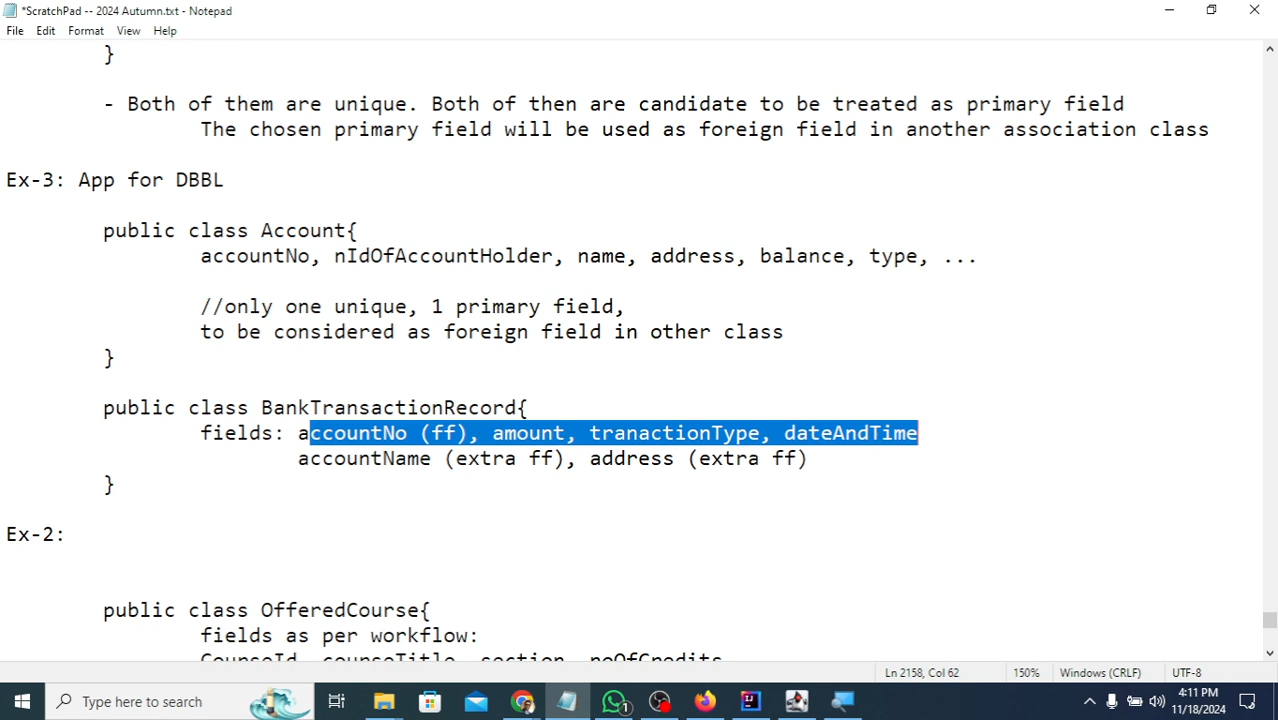 *ScratchPad -- 2024 Autumn.txt - Notepad
File Edit Format View Help
}
- Both of them are unique. Both of then are candidate to be treated as primary field
The chosen primary field will be used as foreign field in another association class
Ex-3: App for DBBL
public class Account{
accountNo, nIdOfAccountHolder, name, address, balance, type, ...
//only one unique, 1 primary field,
to be considered as foreign field in other class
}
public class BankTransactionRecord{
fields: accountNo (ff), amount, tranactionType, dateAndTime
accountName (extra ff), address (extra ff)
}
Ex-2:
public class OfferedCourse{
fields as per workflow:
CourseId, courseTitle, section, noOfCredits
Ln 2158, Col 62 150% Windows (CRLF) UTF-8
Type here to search 1 4:11 PM
11/18/2024